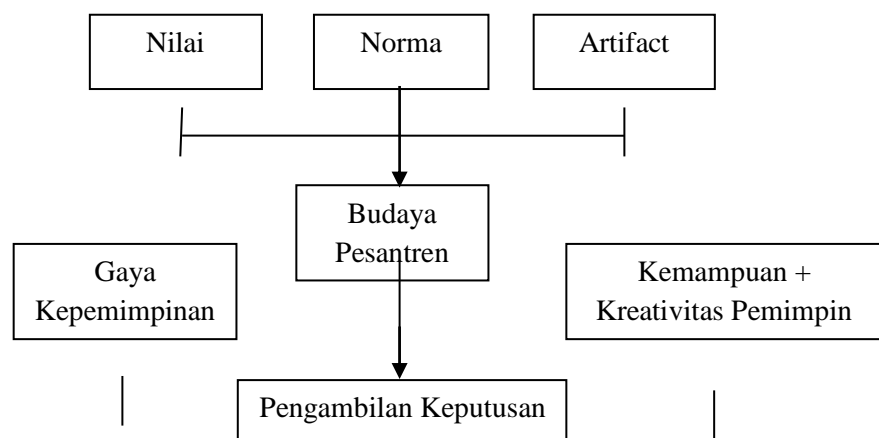 Nilai
Norma
Artifact
Budaya
Pesantren
Gaya
Kepemimpinan
Kemampuan +
Kreativitas Pemimpin
Pengambilan Keputusan